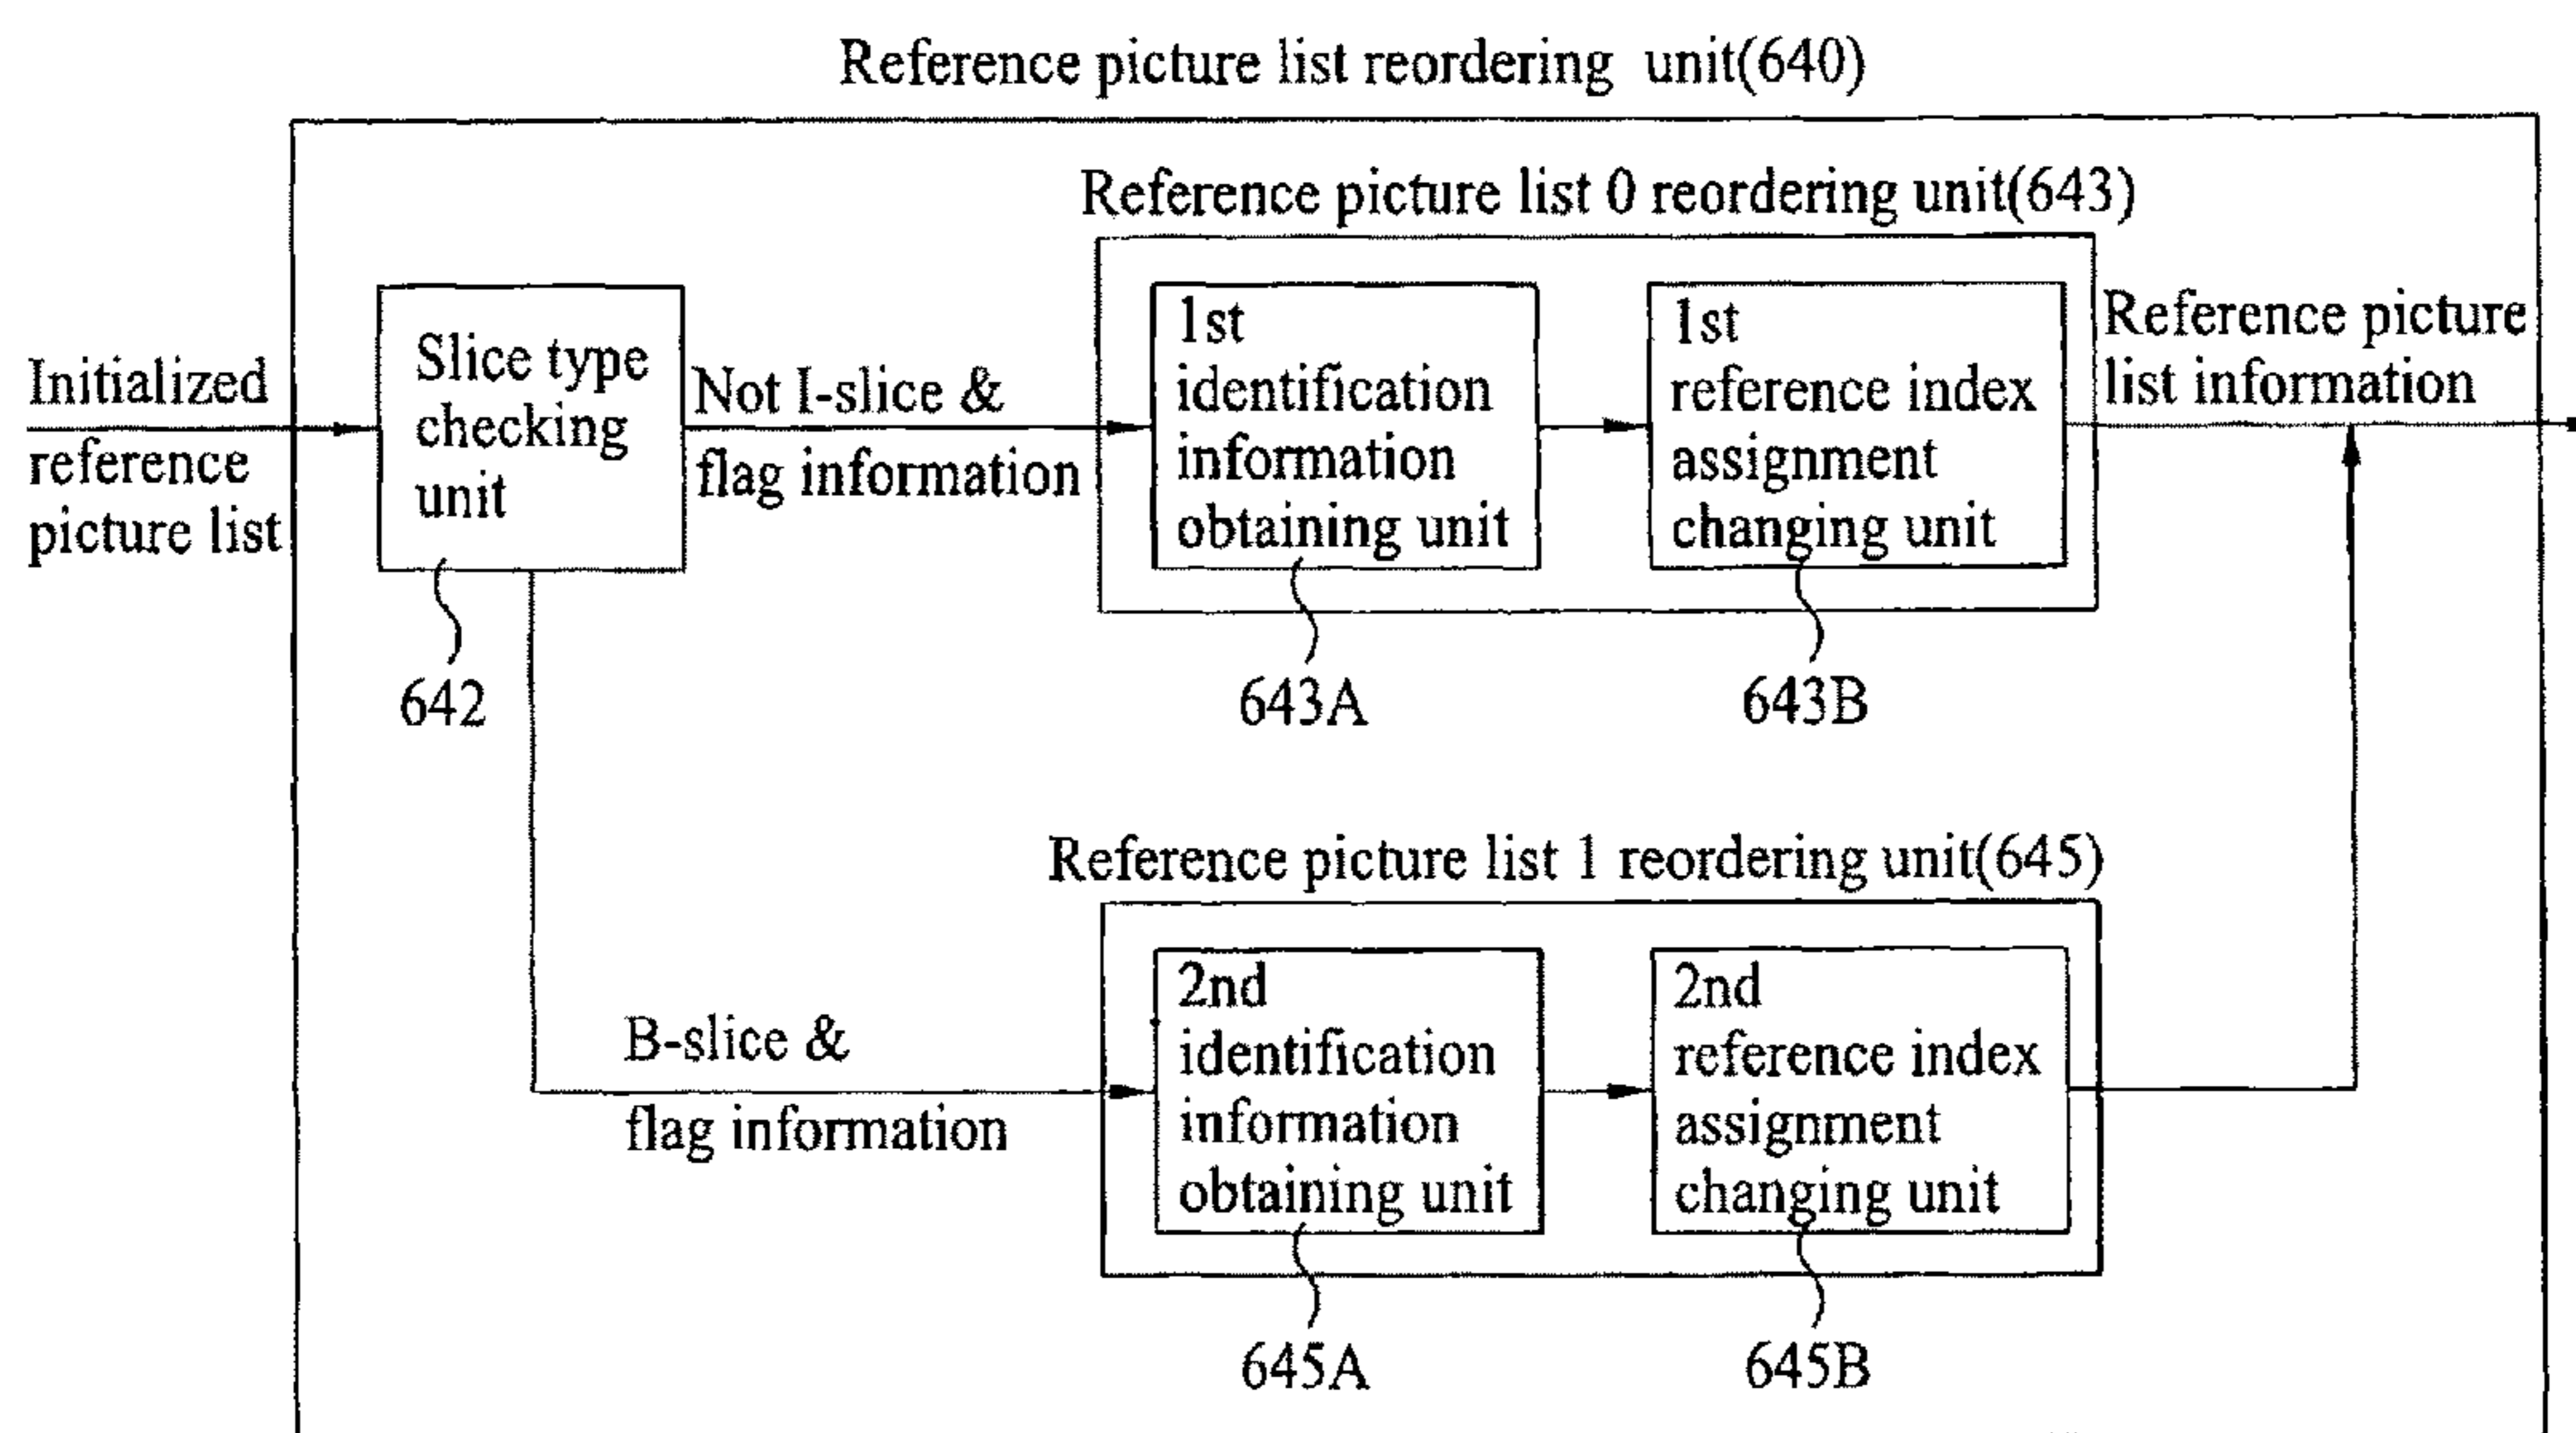 Reference picture list reordering unit(640)
Reference picture list 0 reordering unit(643)
Initialized
reference
picture list
Slice type
checking
unit
642
Not I-slice &
flag information
1st
identification
information
obtaining unit
643A
1st
reference index
assignment
changing unit
643B
Reference picture
list information
Reference picture list 1 reordering unit(645)
B-slice &
flag information
2nd
identification
information
obtaining unit
645A
2nd
reference index
assignment
changing unit
645B